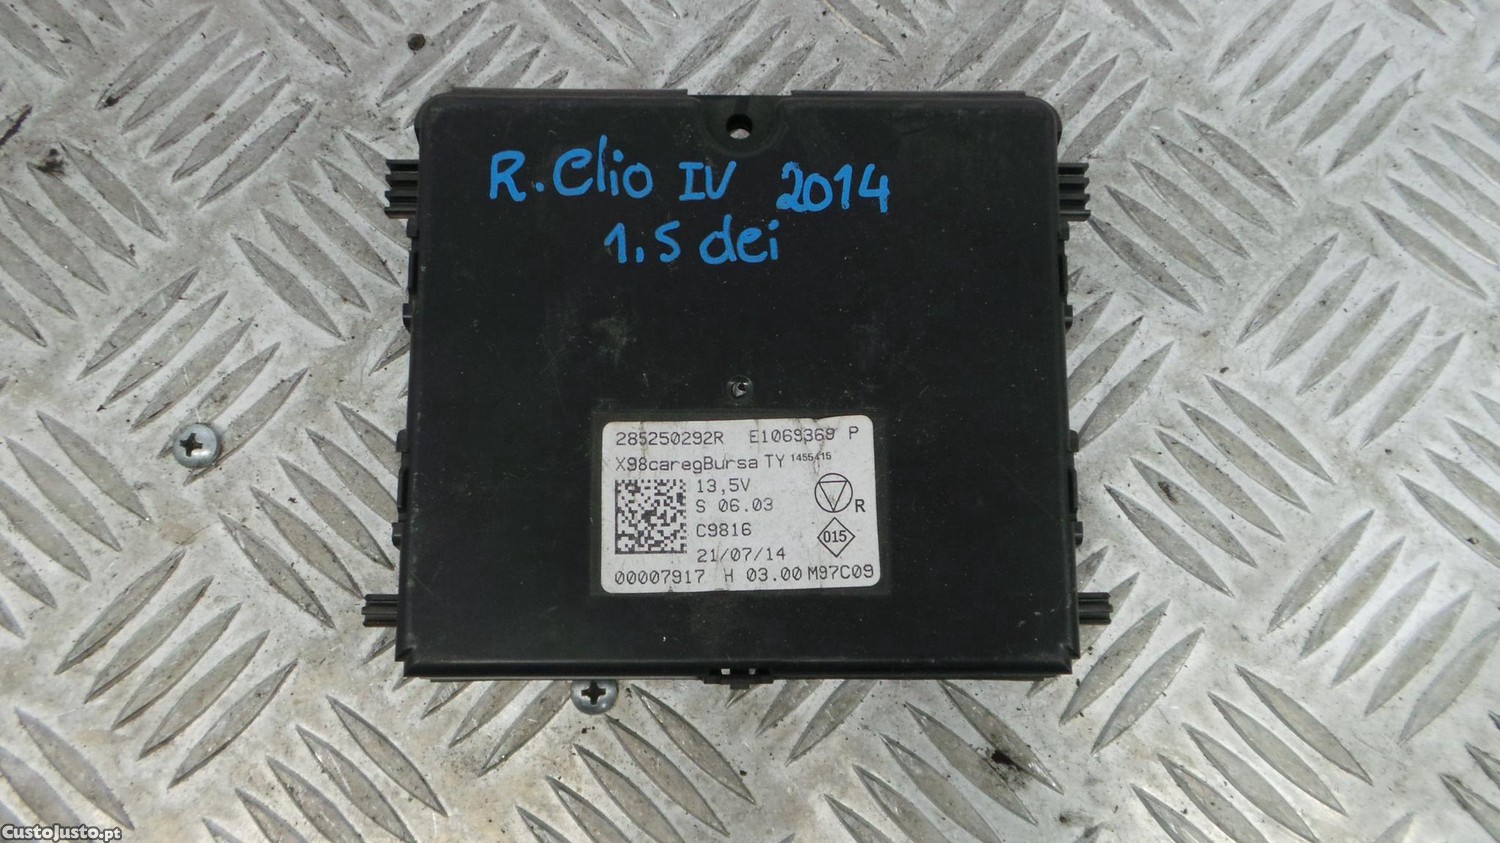 R. Clio IV 2014
1.5 dei
285250292R E1069369 P
X98caregBursa TY 1455415
13,5V
S 06.03
R
C9816
015
21/07/14
00007917 H 03.00 M97C09
CustoJusto.pt